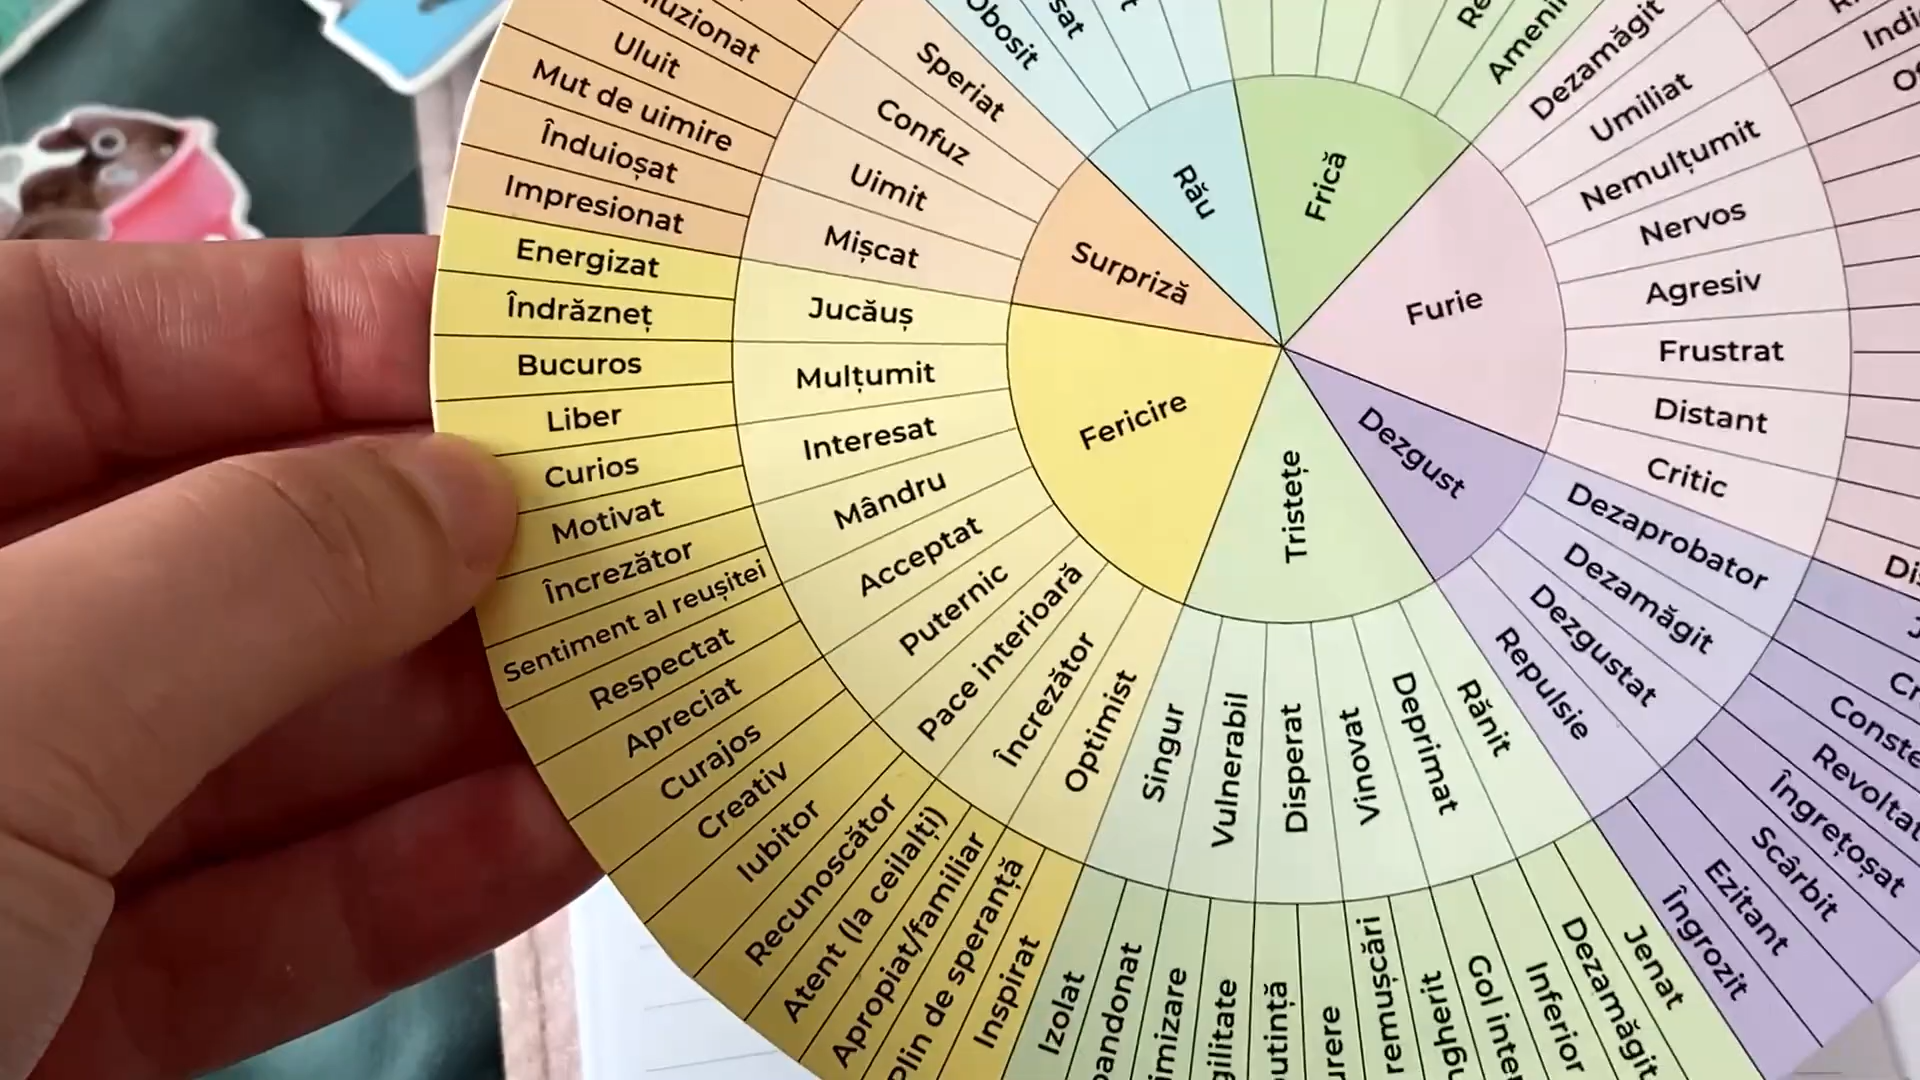 Surpriză
Rău
Frică
Furie
Dezgust
Tristețe
Fericire
Speriat
Confuz
Uimit
Mișcat
Jucăuș
Mulțumit
Interesat
Mândru
Acceptat
Puternic
Pace interioară
Încrezător
Optimist
Singur
Vulnerabil
Disperat
Vinovat
Deprimat
Rănit
Repulsie
Dezgustat
Dezamăgit
Dezaprobator
Critic
Distant
Frustrat
Agresiv
Nervos
Nemulțumit
Umiliat
Dezamăgit
Obosit
Uluit
Mut de uimire
Înduioșat
Impresionat
Energizat
Îndrăzneț
Bucuros
Liber
Curios
Motivat
Încrezător
Sentiment al reușitei
Respectat
Apreciat
Curajos
Creativ
Iubitor
Recunoscător
Atent (la ceilalți)
Apropiat/familiar
Plin de speranță
Inspirat
Izolat
remușcări
Gol
Inferior
Dezamăgit
Jenat
Îngrozit
Ezitant
Scârbit
Îngrețoșat
Revoltat